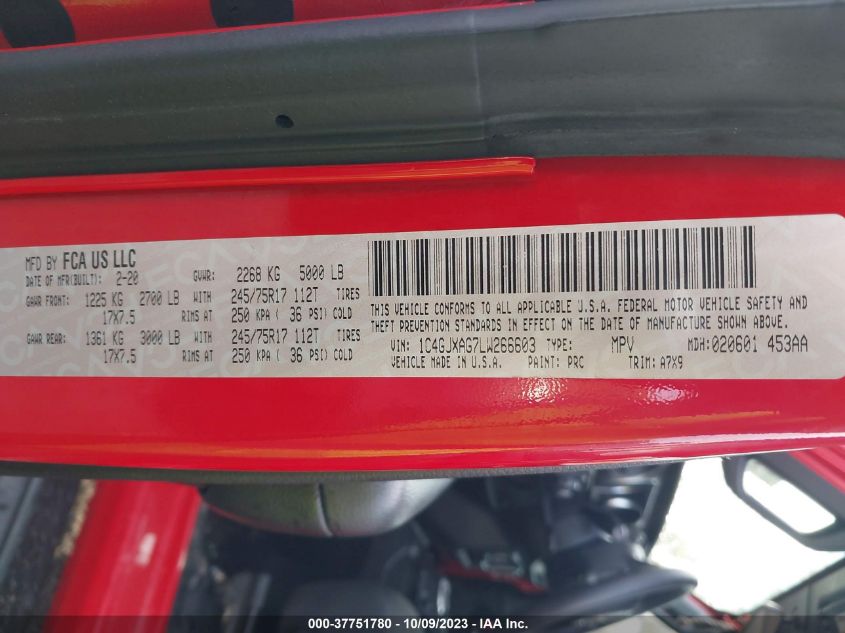 MFD BY FCA US LLC
DATE OF MFR(BUILT): 2-20 GVWR: 2268 KG 5000 LB
GAWR FRONT: 1225 KG 2700 LB WITH 245/75R17 112T TIRES
17X7.5 RIMS AT 250 KPA ( 36 PSI) COLD
GAWR REAR: 1361 KG 3000 LB WITH 245/75R17 112T TIRES
17X7.5 RIMS AT 250 KPA ( 36 PSI) COLD
THIS VEHICLE CONFORMS TO ALL APPLICABLE U.S.A. FEDERAL MOTOR VEHICLE SAFETY AND
THEFT PREVENTION STANDARDS IN EFFECT ON THE DATE OF MANUFACTURE SHOWN ABOVE.
VIN: 1C4GJXAG7LW266603 TYPE: MPV MDH: 020601 453AA
VEHICLE MADE IN U.S.A. PAINT: PRC TRIM: A7X9
000-37751780 - 10/09/2023 - IAA Inc.